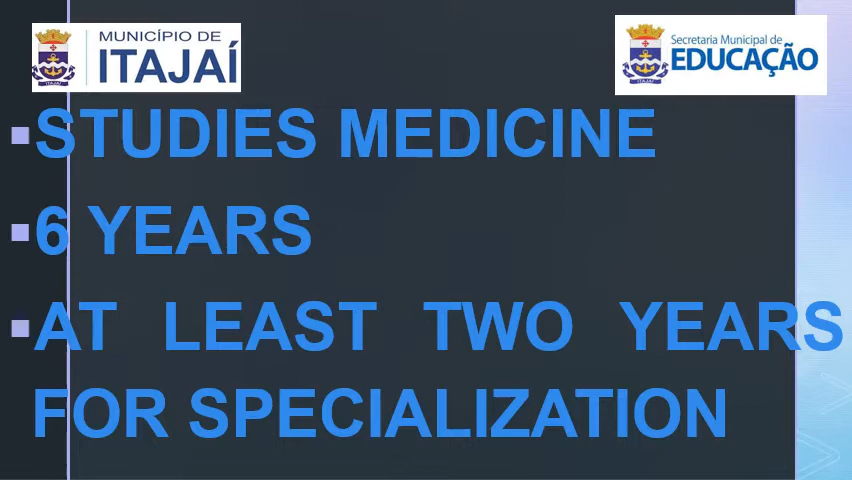 MUNICÍPIO DE
ITAJAÍ
Secretaria Municipal de
EDUCAÇÃO
STUDIES MEDICINE
6 YEARS
AT LEAST TWO YEARS
FOR SPECIALIZATION